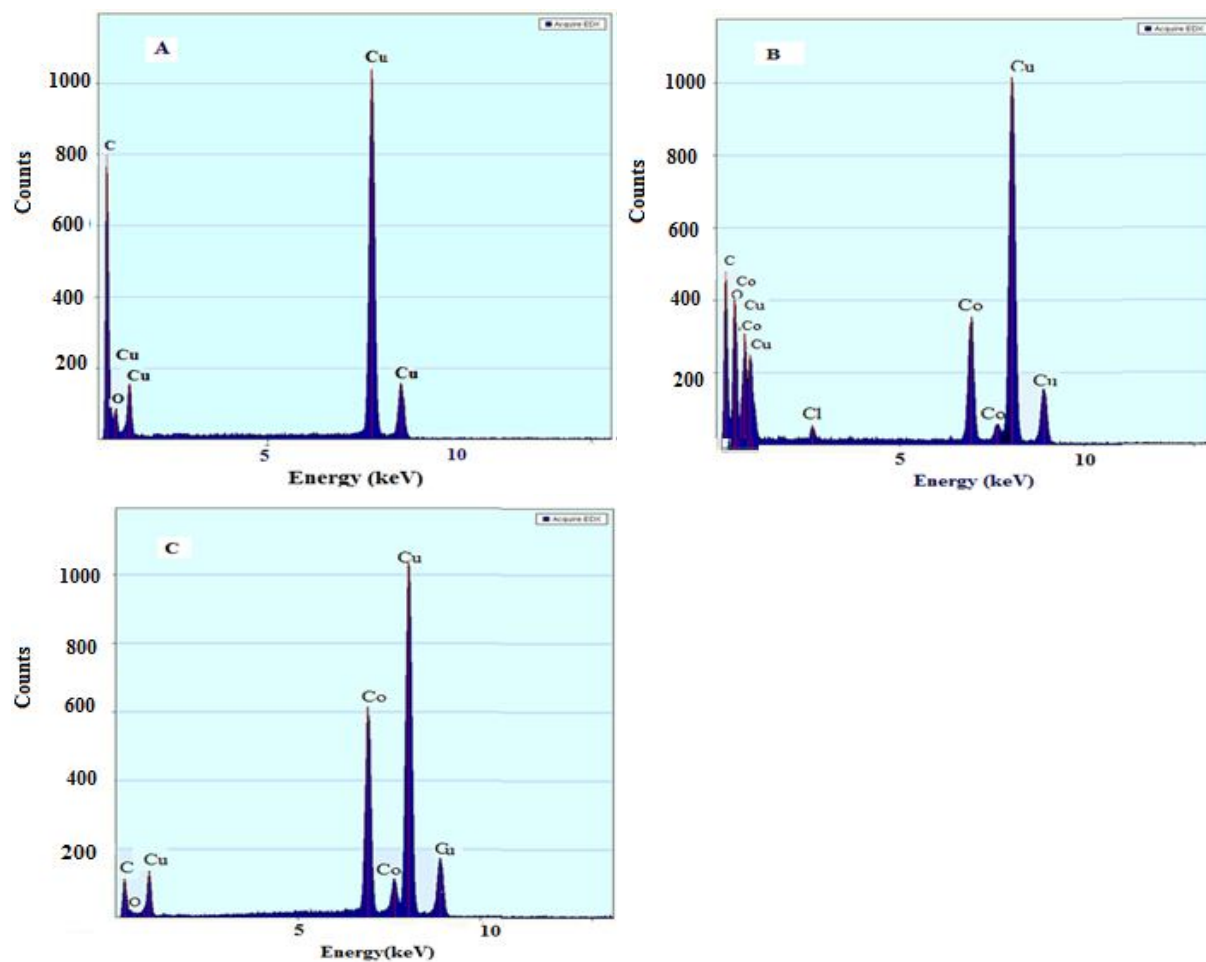 Acquire EDX
A
Cu
1000
C
800
Counts
600
400
Cu
Cu
Cu
200
O
5
10
Energy (keV)
Acquire EDX
B
Cu
1000
800
Counts
600
C
Co
400
O
Cu
Co
Co
Cu
200
Cu
Cl
Co
5
10
Energy (keV)
Acquire EDX
C
Cu
1000
800
Counts
Co
600
400
200
C
Cu
Co
Cu
O
5
10
Energy(keV)